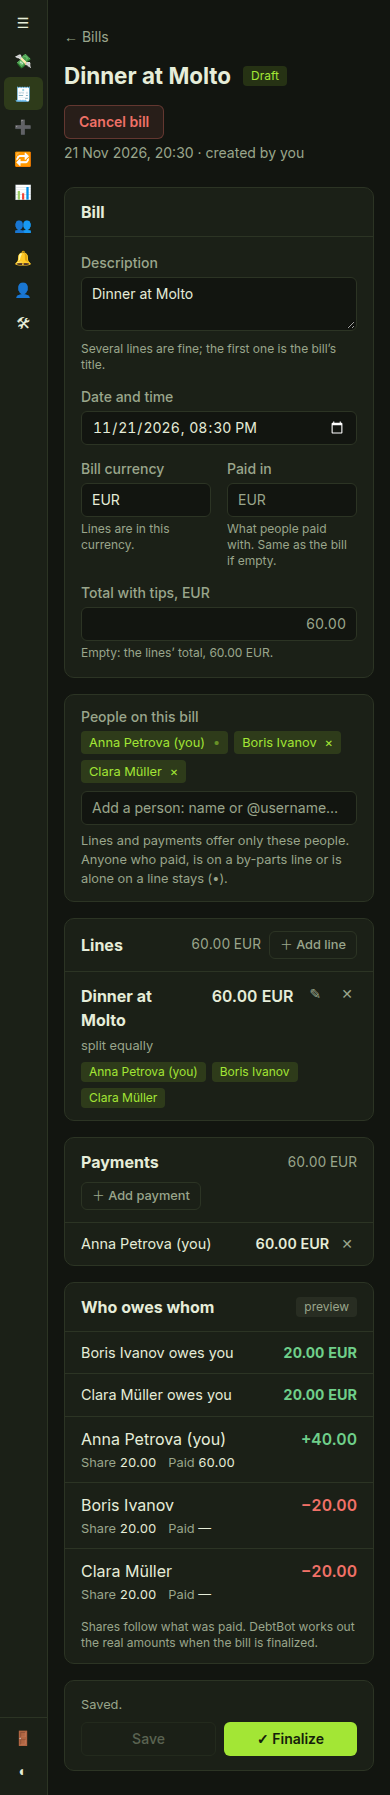 ← Bills
Dinner at Molto Draft
Cancel bill
21 Nov 2026, 20:30 · created by you
Bill
Description
Dinner at Molto
Several lines are fine; the first one is the bill's
title.
Date and time
11/21/2026, 08:30 PM
Bill currency Paid in
EUR EUR
Lines are in this
currency.
What people paid
with. Same as the bill
if empty.
Total with tips, EUR
60.00
Empty: the lines' total, 60.00 EUR.
People on this bill
Anna Petrova (you) • Boris Ivanov ×
Clara Müller ×
Add a person: name or @username...
Lines and payments offer only these people.
Anyone who paid, is on a by-parts line or is
alone on a line stays (•).
Lines 60.00 EUR + Add line
Dinner at
Molto
60.00 EUR ✎ ✕
split equally
Anna Petrova (you) Boris Ivanov
Clara Müller
Payments 60.00 EUR
+ Add payment
Anna Petrova (you) 60.00 EUR ✕
Who owes whom preview
Boris Ivanov owes you 20.00 EUR
Clara Müller owes you 20.00 EUR
Anna Petrova (you) +40.00
Share 20.00 Paid 60.00
Boris Ivanov −20.00
Share 20.00 Paid —
Clara Müller −20.00
Share 20.00 Paid —
Shares follow what was paid. DebtBot works out
the real amounts when the bill is finalized.
Saved.
Save ✓ Finalize